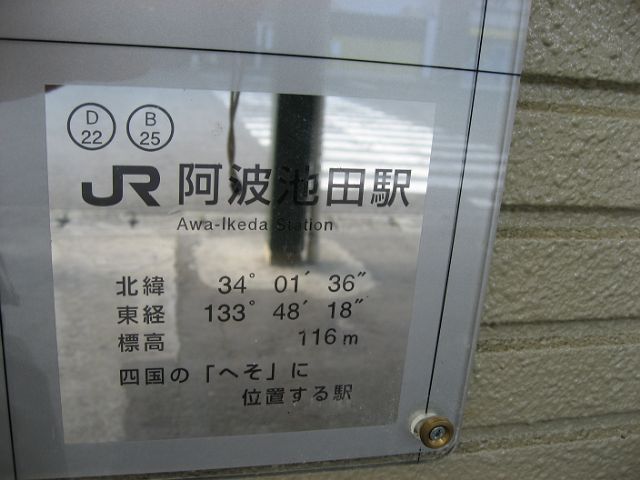 D 22 B 25
JR 阿波池田駅
Awa-Ikeda Station
北緯 34° 01′ 36″
東経 133° 48′ 18″
標高 116m
四国の「へそ」に
位置する駅